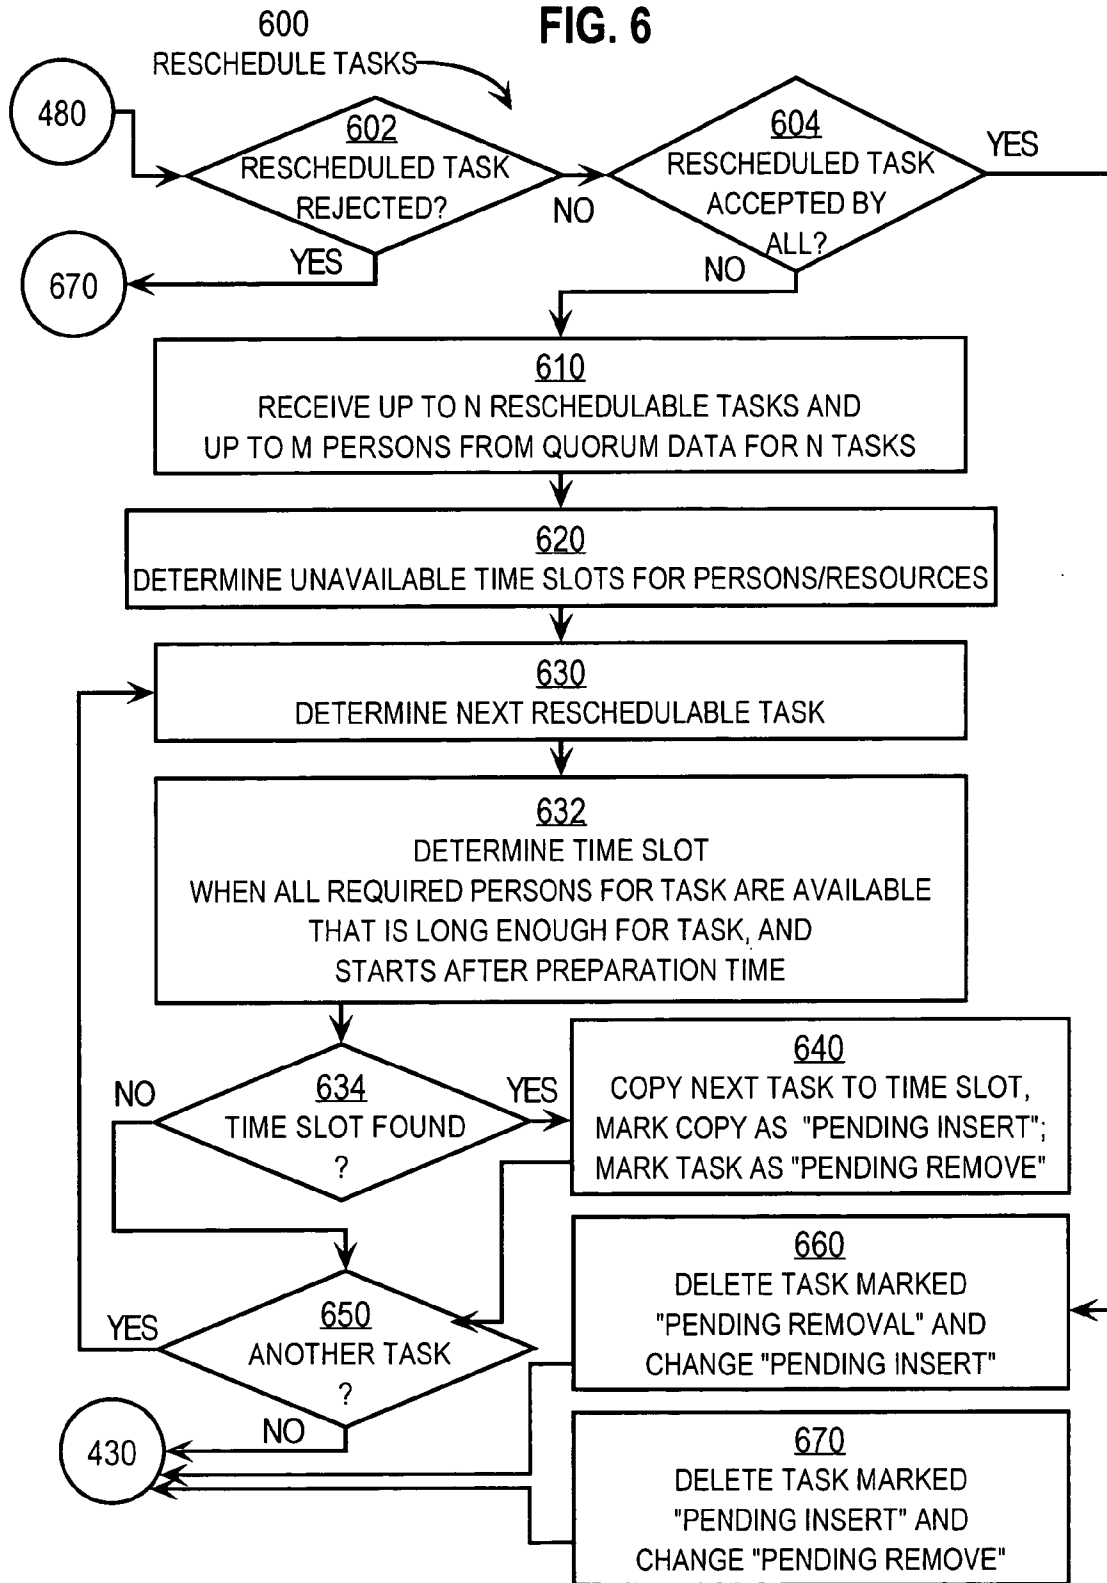 FIG. 6
600
RESCHEDULE TASKS
480
602
RESCHEDULED TASK
REJECTED?
NO
YES
604
RESCHEDULED TASK
ACCEPTED BY
ALL?
YES
NO
670
610
RECEIVE UP TO N RESCHEDULABLE TASKS AND
UP TO M PERSONS FROM QUORUM DATA FOR N TASKS
620
DETERMINE UNAVAILABLE TIME SLOTS FOR PERSONS/RESOURCES
630
DETERMINE NEXT RESCHEDULABLE TASK
632
DETERMINE TIME SLOT
WHEN ALL REQUIRED PERSONS FOR TASK ARE AVAILABLE
THAT IS LONG ENOUGH FOR TASK, AND
STARTS AFTER PREPARATION TIME
NO
634
TIME SLOT FOUND
?
YES
640
COPY NEXT TASK TO TIME SLOT,
MARK COPY AS "PENDING INSERT";
MARK TASK AS "PENDING REMOVE"
YES
650
ANOTHER TASK
?
NO
660
DELETE TASK MARKED
"PENDING REMOVAL" AND
CHANGE "PENDING INSERT"
430
670
DELETE TASK MARKED
"PENDING INSERT" AND
CHANGE "PENDING REMOVE"